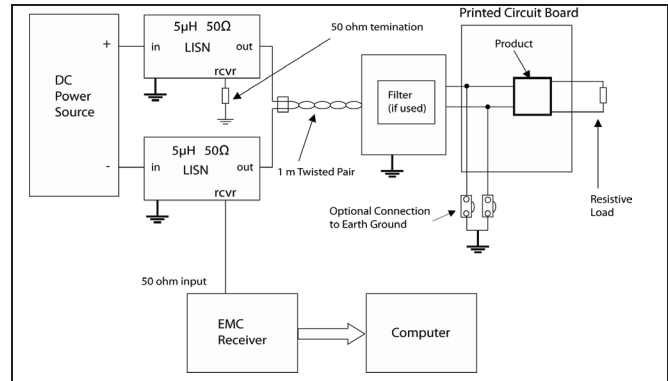 Printed Circuit Board
5µH 50Ω
LISN
in
out
rcvr
50 ohm temination
Product
+
DC
Power
Source
-
Filter
(if used)
5µH 50Ω
LISN
in
out
rcvr
1 m Twisted Pair
Optional Connection
to Earth Ground
Resistive
Load
50 ohm input
EMC
Receiver
Computer